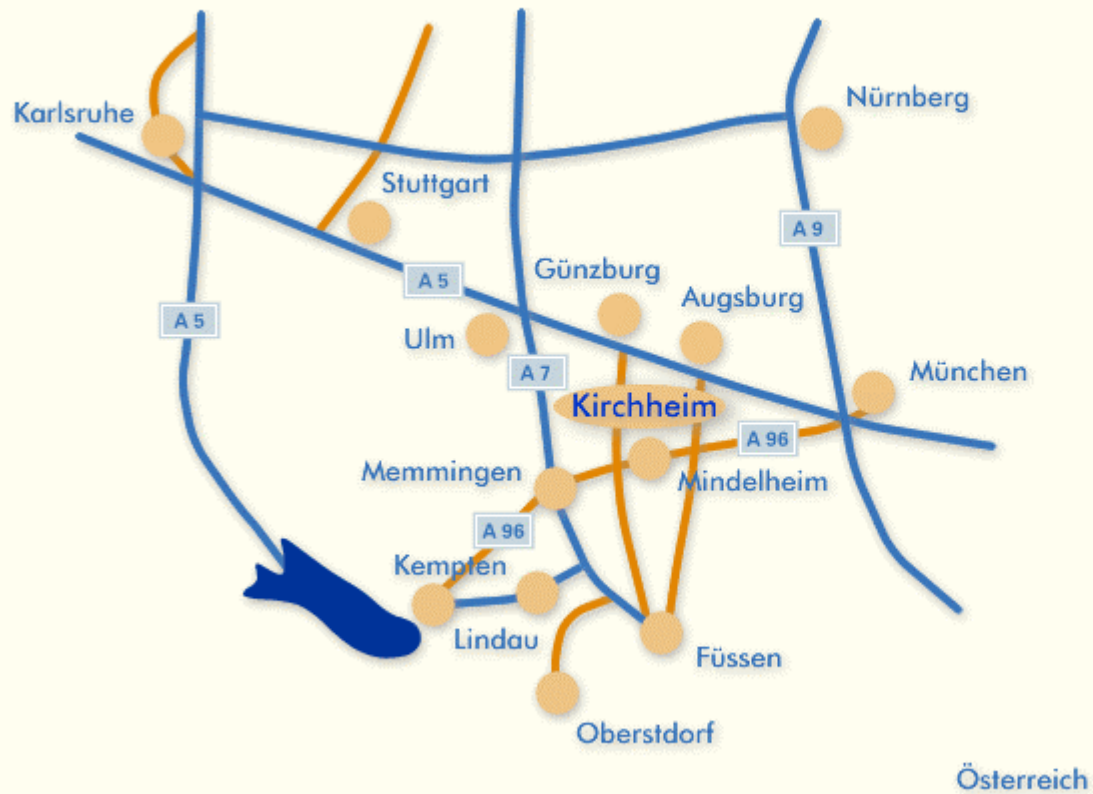 Nürnberg
Karlsruhe
Stuttgart
A 9
Günzburg
A 5
Augsburg
A 5
Ulm
A 7
München
Kirchheim
A 96
Memmingen
Mindelheim
A 96
Kempten
Lindau
Füssen
Oberstdorf
Österreich